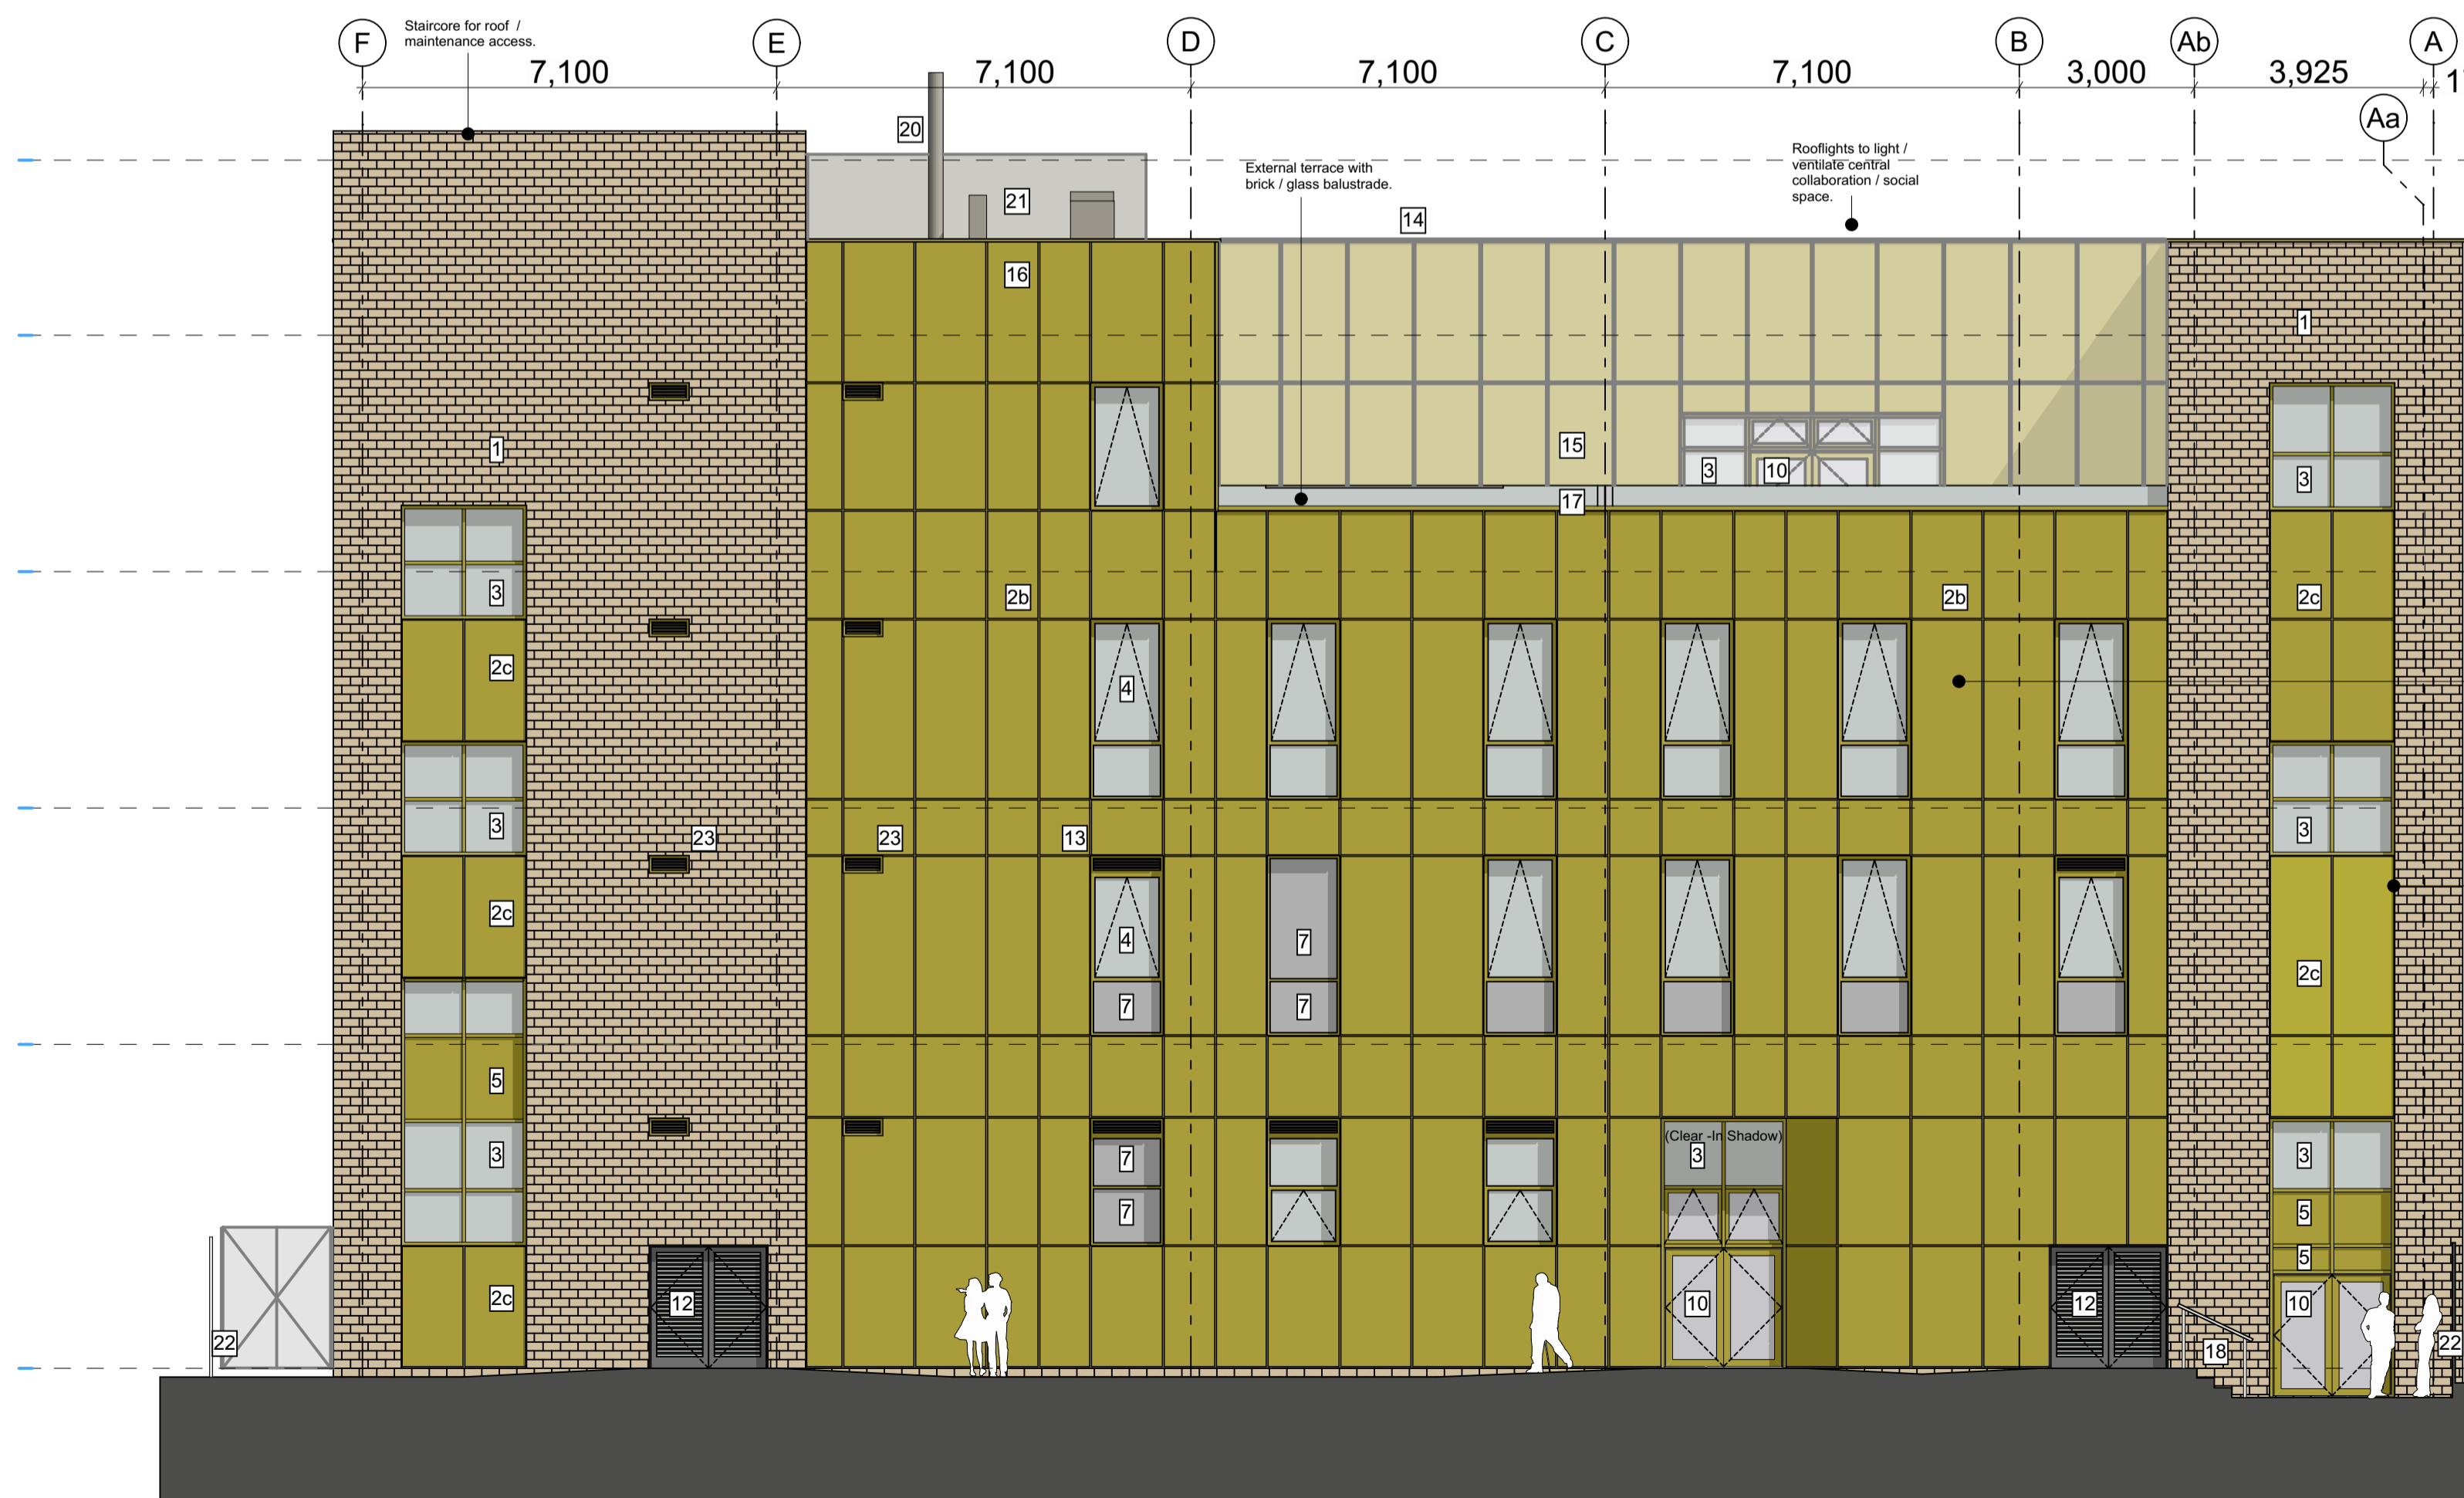 F
Staircore for roof /
maintenance access.
E
D
C
B
Ab
A
7,100
7,100
7,100
7,100
3,000
3,925
Aa
20
Rooflights to light /
ventilate central
collaboration / social
space.
External terrace with
brick / glass balustrade.
21
14
16
1
1
15
3
10
3
17
3
2b
2b
2c
2c
4
3
23
23
13
3
2c
4
7
2c
7
7
5
(Clear -In Shadow)
3
7
3
3
7
5
5
2c
12
10
12
10
22
18
22